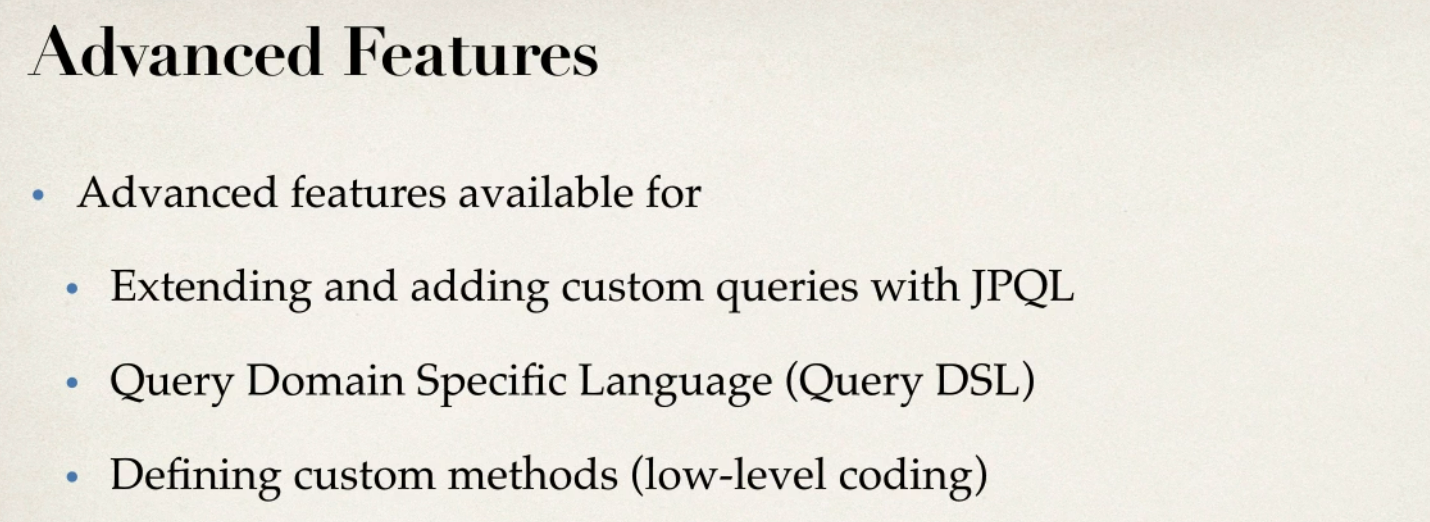 Advanced Features
• Advanced features available for
• Extending and adding custom queries with JPQL
• Query Domain Specific Language (Query DSL)
• Defining custom methods (low-level coding)